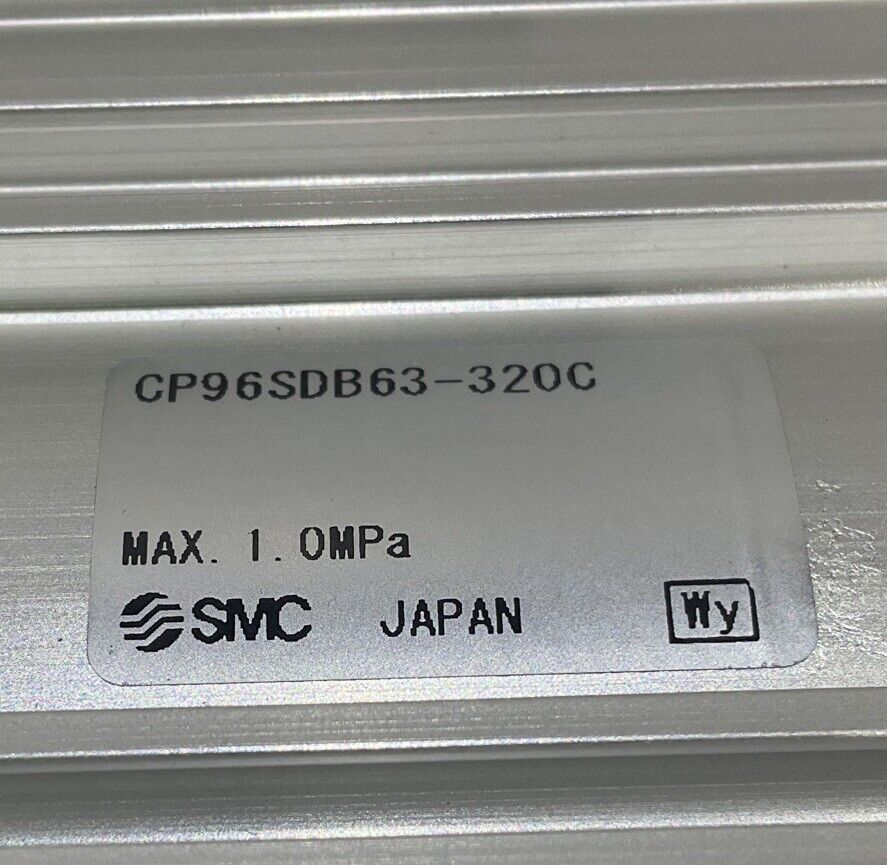 CP96SDB63-320C
MAX. 1.0MPa
SMC JAPAN Wy